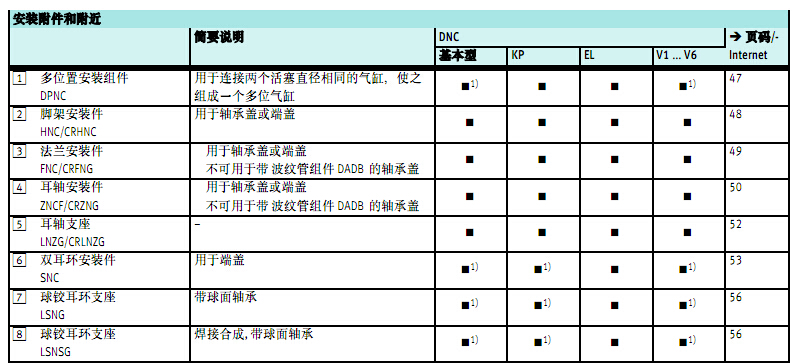 安装附件和附近
简要说明 DNC ➔ 页码/-
基本型 KP EL V1 … V6 Internet
1 多位置安装组件 用于连接两个活塞直径相同的气缸，使之 ■1) ■ ■ ■1) 47
DPNC 组成一个多位气缸
2 脚架安装件 用于轴承盖或端盖 ■ ■ ■ ■ 48
HNC/CRHNC
3 法兰安装件 用于轴承盖或端盖 ■ ■ ■ ■ 49
FNC/CRFNG 不可用于带 波纹管组件 DADB 的轴承盖
4 耳轴安装件 用于轴承盖或端盖 ■ ■ ■ ■ 50
ZNCF/CRZNG 不可用于带 波纹管组件 DADB 的轴承盖
5 耳轴支座 – ■ ■ ■ ■ 52
LNZG/CRLNZG
6 双耳环安装件 用于端盖 ■1) ■1) ■ ■1) 53
SNC
7 球铰耳环支座 带球面轴承 ■1) ■1) ■ ■1) 56
LSNG
8 球铰耳环支座 焊接合成,带球面轴承 ■1) ■1) ■ ■1) 56
LSNSG